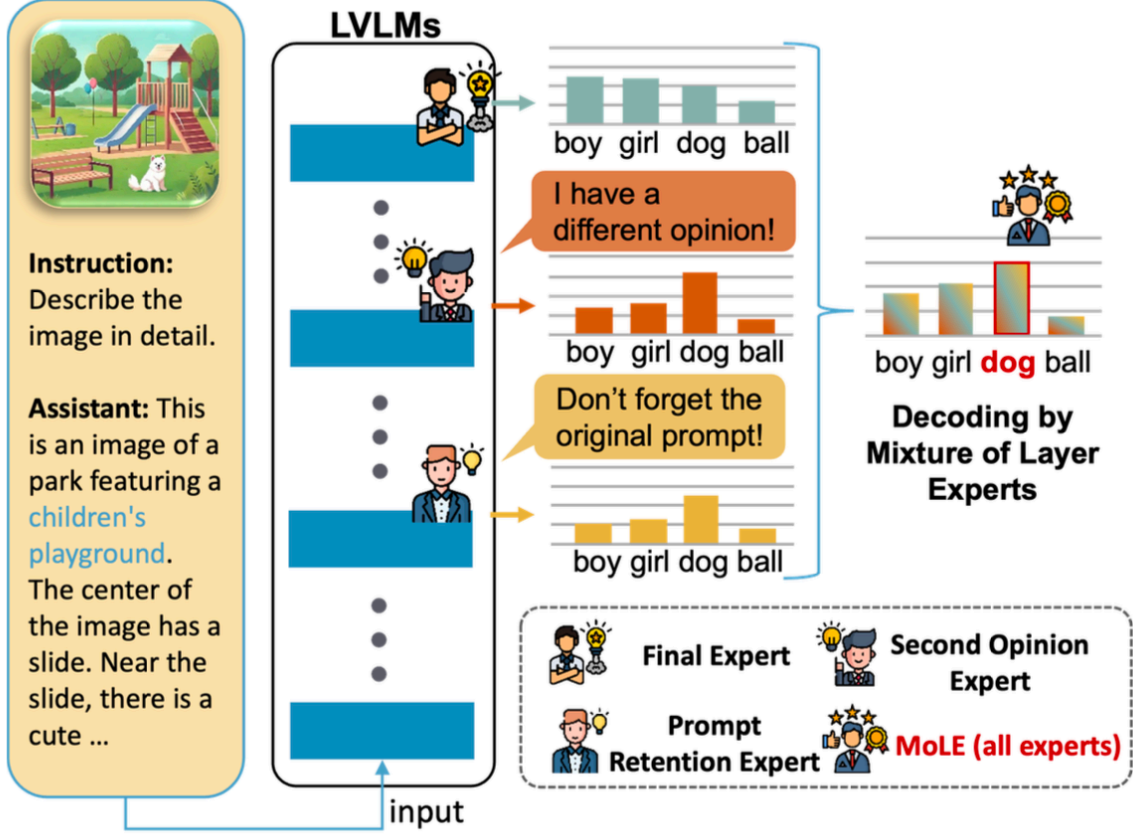 LVLMs
Instruction:
Describe the
image in detail.
Assistant: This
is an image of a
park featuring a
children's
playground.
The center of
the image has a
slide. Near the
slide, there is a
cute ...
input
boy girl dog ball
I have a
different opinion!
boy girl dog ball
Don't forget the
original prompt!
boy girl dog ball
boy girl dog ball
Decoding by
Mixture of Layer
Experts
Final Expert
Second Opinion
Expert
Prompt
Retention Expert
MoLE (all experts)